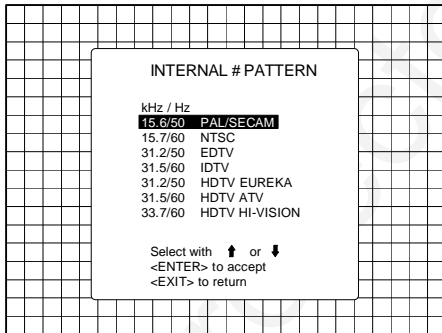 INTERNAL # PATTERN
kHz / Hz
15.6/50 PAL/SECAM
15.7/60 NTSC
31.2/50 EDTV
31.5/60 IDTV
31.2/50 HDTV EUREKA
31.5/60 HDTV ATV
33.7/60 HDTV HI-VISION
Select with ⬆ or ⬇
<ENTER> to accept
<EXIT> to return